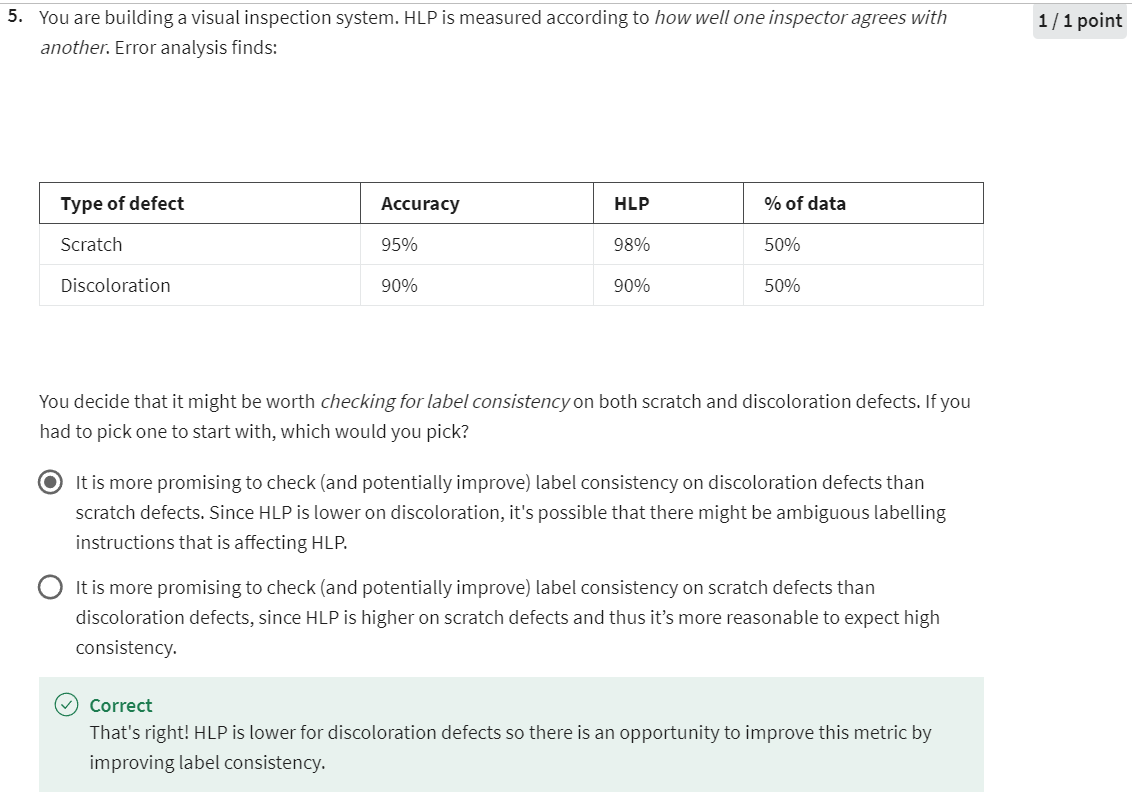 5. You are building a visual inspection system. HLP is measured according to how well one inspector agrees with
another. Error analysis finds:
1 / 1 point
Type of defect Accuracy HLP % of data
Scratch 95% 98% 50%
Discoloration 90% 90% 50%
You decide that it might be worth checking for label consistency on both scratch and discoloration defects. If you
had to pick one to start with, which would you pick?
It is more promising to check (and potentially improve) label consistency on discoloration defects than
scratch defects. Since HLP is lower on discoloration, it's possible that there might be ambiguous labelling
instructions that is affecting HLP.
It is more promising to check (and potentially improve) label consistency on scratch defects than
discoloration defects, since HLP is higher on scratch defects and thus it’s more reasonable to expect high
consistency.
Correct
That's right! HLP is lower for discoloration defects so there is an opportunity to improve this metric by
improving label consistency.